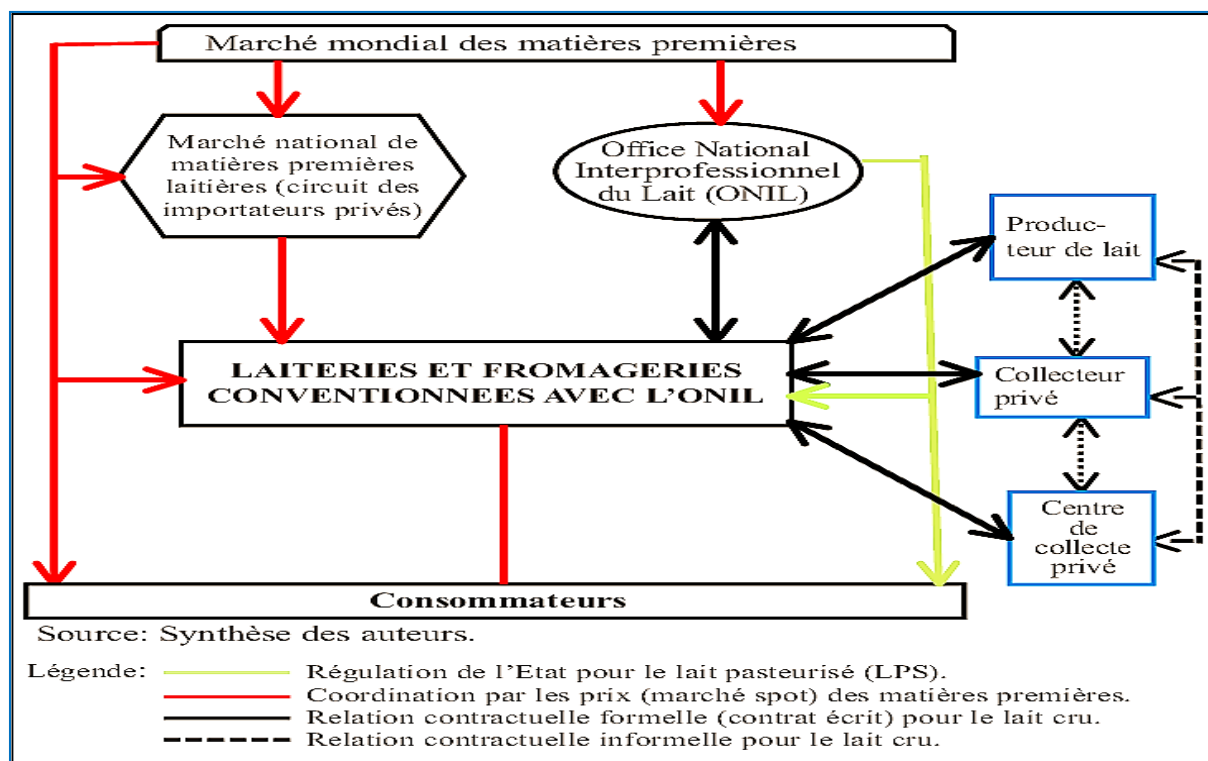 Marché mondial des matières premières
Marché national de
matières premières
laitières (circuit des
importateurs privés)
Office National
Interprofessionnel
du Lait (ONIL)
Produc-
teur de lait
LAITERIES ET FROMAGERIES
CONVENTIONNEES AVEC L'ONIL
Collecteur
privé
Centre
de
collecte
privé
Consommateurs
Source: Synthèse des auteurs.
Légende:
Régulation de l'Etat pour le lait pasteurisé (LPS).
Coordination par les prix (marché spot) des matières premières.
Relation contractuelle formelle (contrat écrit) pour le lait cru.
Relation contractuelle informelle pour le lait cru.